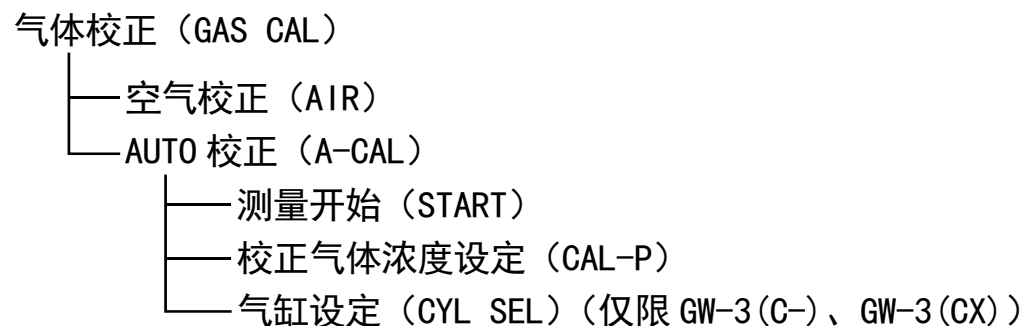 气体校正（GAS CAL）
空气校正（AIR）
AUTO 校正（A-CAL）
测量开始（START）
校正气体浓度设定（CAL-P）
气缸设定（CYL SEL）（仅限 GW-3(C-)、GW-3(CX)）